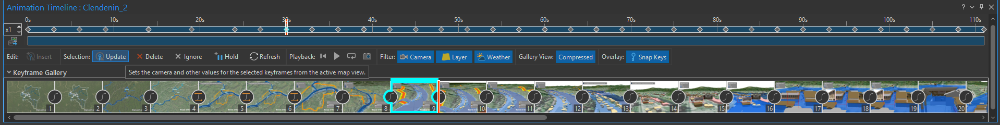 Animation Timeline : Clendenin_2
0s 10s 20s 30s 40s 50s 60s 70s 80s 90s 100s 110s
x1
Edit: Insert Selection: Update Delete Ignore Hold Refresh Playback: Filter: Camera Layer Weather Gallery View: Compressed Overlay: Snap Keys
Keyframe Gallery
Sets the camera and other values for the selected keyframes from the active map view.
1 2 3 4 5 6 7 8 9 10 11 12 13 14 15 16 17 18 19 20